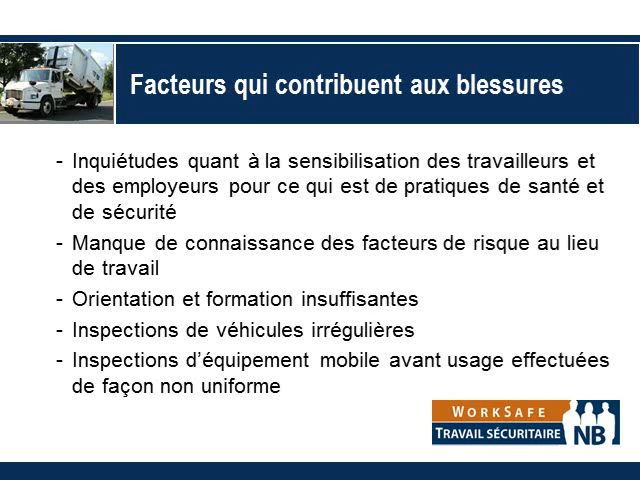 Facteurs qui contribuent aux blessures
- Inquiétudes quant à la sensibilisation des travailleurs et
des employeurs pour ce qui est de pratiques de santé et
de sécurité
- Manque de connaissance des facteurs de risque au lieu
de travail
- Orientation et formation insuffisantes
- Inspections de véhicules irrégulières
- Inspections d’équipement mobile avant usage effectuées
de façon non uniforme
WORKSAFE
TRAVAIL SÉCURITAIRE NB